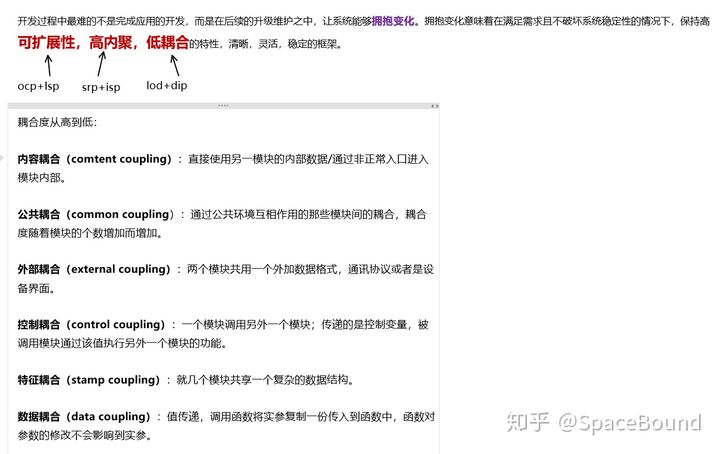 开发过程中最难的不是完成应用的开发，而是在后续的升级维护之中，让系统能够拥抱变化。拥抱变化意味着在满足需求且不破坏系统稳定性的情况下，保持高
可扩展性，高内聚，低耦合的特性，清晰，灵活，稳定的框架。
ocp+lsp srp+isp lod+dip
耦合度从高到低：
内容耦合（comtent coupling）：直接使用另一模块的内部数据/通过非正常入口进入
模块内部。
公共耦合（common coupling）：通过公共环境互相作用的那些模块间的耦合，耦合
度随着模块的个数增加而增加。
外部耦合（external coupling）：两个模块共用一个外加数据格式，通讯协议或者是设
备界面。
控制耦合（control coupling）：一个模块调用另外一个模块；传递的是控制变量，被
调用模块通过该值执行另外一个模块的功能。
特征耦合（stamp coupling）：就几个模块共享一个复杂的数据结构。
数据耦合（data coupling）：值传递，调用函数将实参复制一份传入到函数中，函数对
参数的修改不会影响到实参。
知乎 @SpaceBound